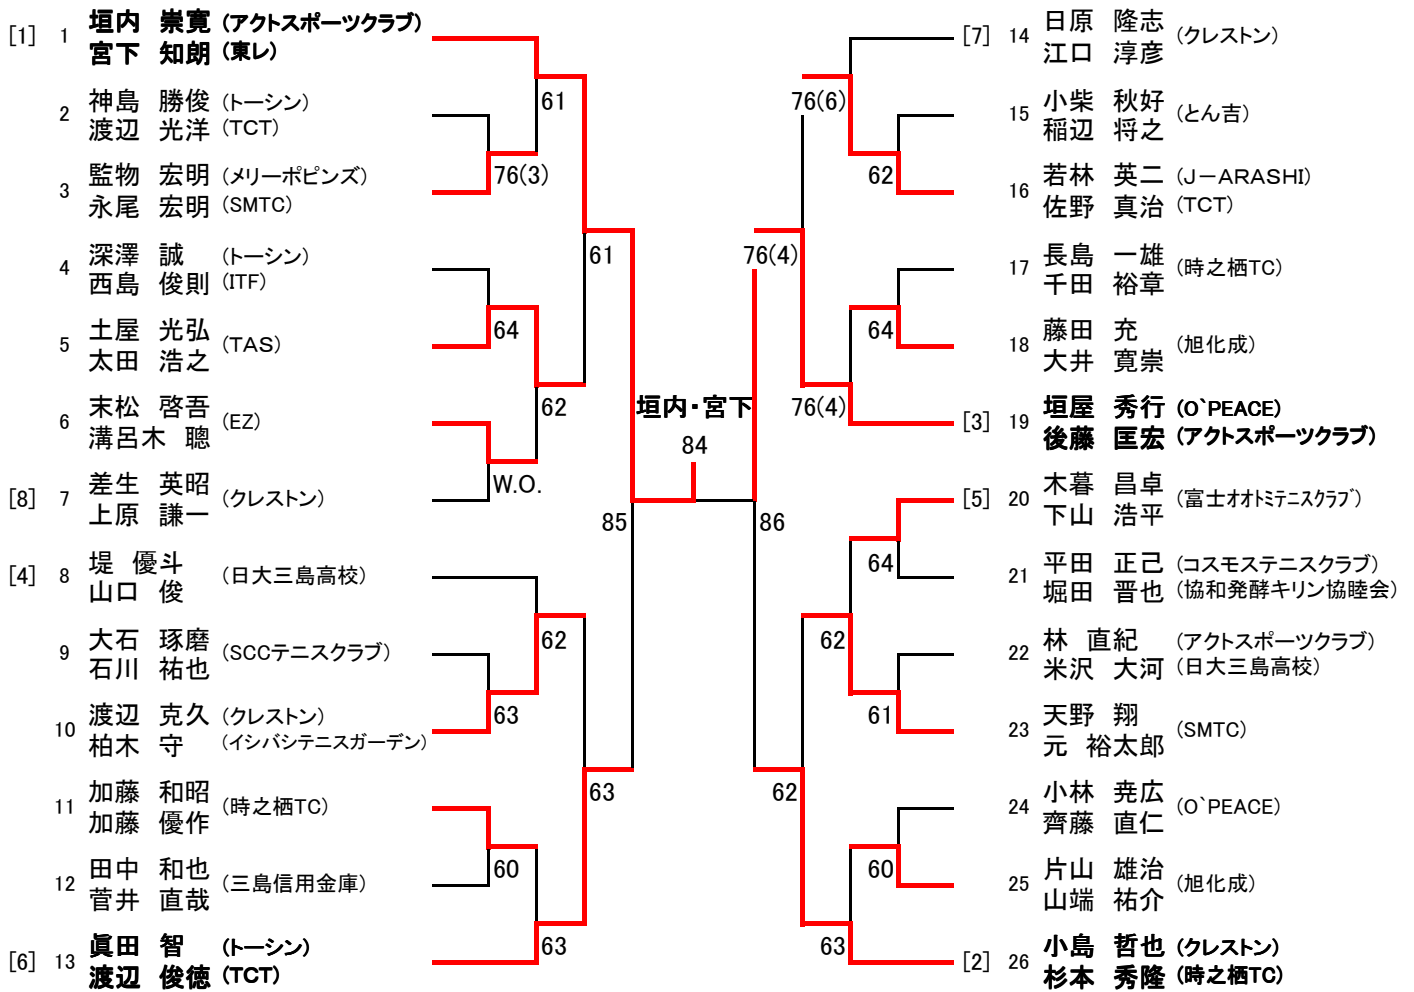 [1] 1 垣内 崇寛 (アクトスポーツクラブ)
宮下 知朗 (東レ)
61
2 神島 勝俊 (トーシン)
渡辺 光洋 (TCT)
76(3)
3 監物 宏明 (メリーポピンズ)
永尾 宏明 (SMTC)
61
4 深澤 誠 (トーシン)
西島 俊則 (ITF)
64
5 土屋 光弘 (TAS)
太田 浩之
62
6 末松 啓吾 (EZ)
溝呂木 聰
W.O.
[8] 7 差生 英昭 (クレストン)
上原 謙一
85
[4] 8 堤 優斗 (日大三島高校)
山口 俊
62
9 大石 琢磨 (SCCテニスクラブ)
石川 祐也
63
10 渡辺 克久 (クレストン)
柏木 守 (イシバシテニスガーデン)
63
11 加藤 和昭 (時之栖TC)
加藤 優作
60
12 田中 和也 (三島信用金庫)
菅井 直哉
63
[6] 13 眞田 智 (トーシン)
渡辺 俊徳 (TCT)
垣内・宮下
84
[7] 14 日原 隆志 (クレストン)
江口 淳彦
76(6)
15 小柴 秋好 (とん吉)
稲辺 将之
62
16 若林 英二 (J-ARASHI)
佐野 真治 (TCT)
76(4)
17 長島 一雄 (時之栖TC)
千田 裕章
64
18 藤田 充 (旭化成)
大井 寛崇
76(4)
[3] 19 垣屋 秀行 (O`PEACE)
後藤 匡宏 (アクトスポーツクラブ)
86
[5] 20 木暮 昌卓 (富士オオトミテニスクラブ)
下山 浩平
64
21 平田 正己 (コスモステニスクラブ)
堀田 晋也 (協和発酵キリン協睦会)
62
22 林 直紀 (アクトスポーツクラブ)
米沢 大河 (日大三島高校)
61
23 天野 翔 (SMTC)
元 裕太郎
62
24 小林 尭広 (O`PEACE)
齊藤 直仁
60
25 片山 雄治 (旭化成)
山端 祐介
63
[2] 26 小島 哲也 (クレストン)
杉本 秀隆 (時之栖TC)